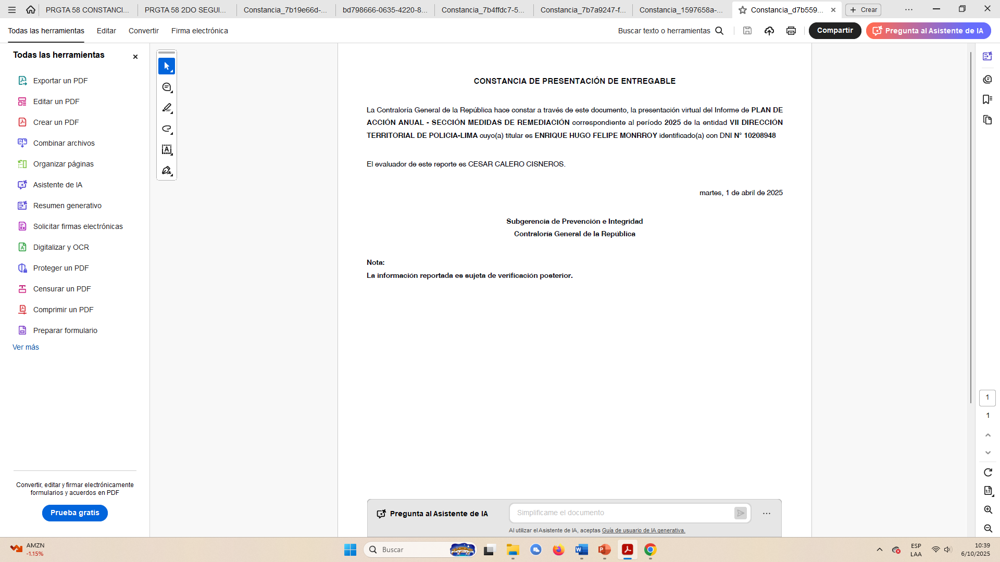 PRGTA 58 CONSTANCI...
PRGTA 58 2DO SEGUI...
Constancia_7b19e66d-...
bd798666-0635-4220-8...
Constancia_7b4ffdc7-5...
Constancia_7b7a9247-f...
Constancia_1597658a-...
Constancia_d7b559...
Crear
Todas las herramientas
Editar
Convertir
Firma electrónica
Buscar texto o herramientas
Compartir
Pregunta al Asistente de IA
Todas las herramientas
Exportar un PDF
Editar un PDF
Crear un PDF
Combinar archivos
Organizar páginas
Asistente de IA
Resumen generativo
Solicitar firmas electrónicas
Digitalizar y OCR
Proteger un PDF
Censurar un PDF
Comprimir un PDF
Preparar formulario
Ver más
Convertir, editar y firmar electrónicamente
formularios y acuerdos en PDF
Prueba gratis
CONSTANCIA DE PRESENTACIÓN DE ENTREGABLE
La Contraloría General de la República hace constar a través de este documento, la presentación virtual del Informe de PLAN DE
ACCIÓN ANUAL - SECCIÓN MEDIDAS DE REMEDIACIÓN correspondiente al período 2025 de la entidad VII DIRECCIÓN
TERRITORIAL DE POLICIA-LIMA cuyo(a) titular es ENRIQUE HUGO FELIPE MONRROY identificado(a) con DNI N° 10208948
El evaluador de este reporte es CESAR CALERO CISNEROS.
martes, 1 de abril de 2025
Subgerencia de Prevención e Integridad
Contraloría General de la República
Nota:
La información reportada es sujeta de verificación posterior.
Pregunta al Asistente de IA
Simplificame el documento
Al utilizar el Asistente de IA, aceptas Guía de usuario de IA generativa.
1
1
1:1
AMZN
-1.15%
Buscar
ESP
LAA
10:39
6/10/2025